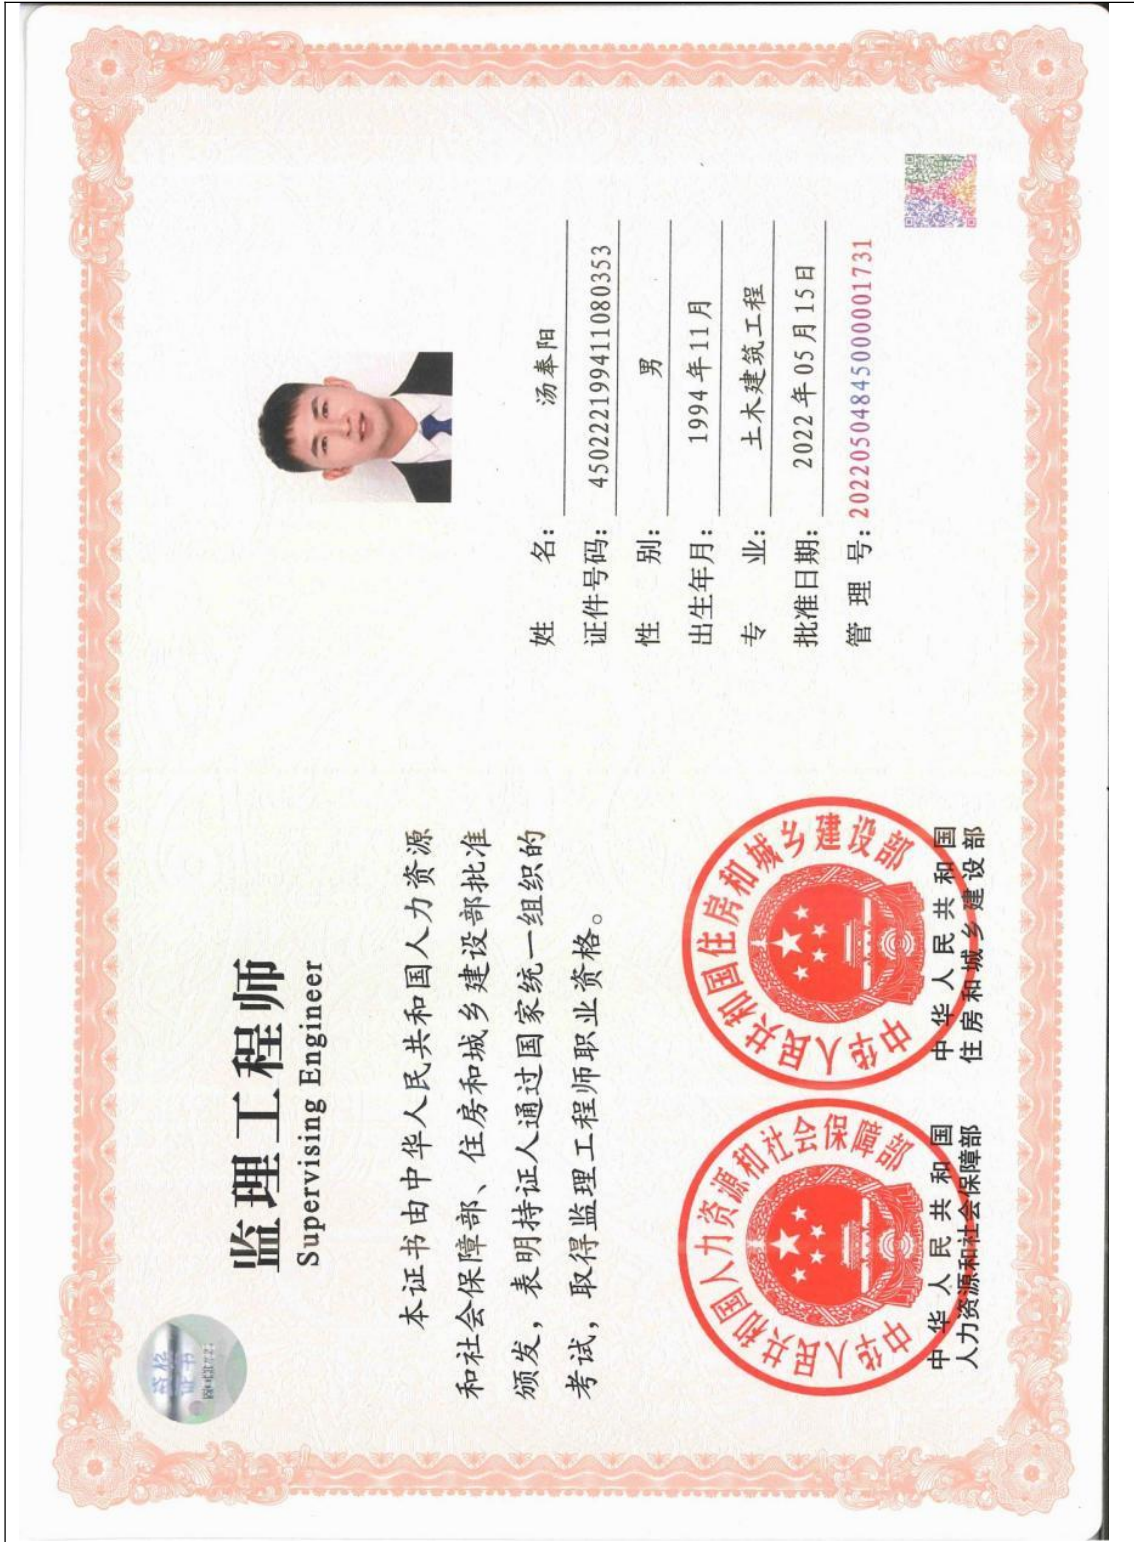 资格
证书
监理工程师
Supervising Engineer
本证书由中华人民共和国人力资源
和社会保障部、住房和城乡建设部批准
颁发，表明持证人通过国家统一组织的
考试，取得监理工程师职业资格。
中华人民共和国人力资源和社会保障部
中华人民共和国
人力资源和社会保障部
中华人民共和国住房和城乡建设部
中华人民共和国
住房和城乡建设部
姓 名： 汤奉阳
证件号码： 450222199411080353
性 别： 男
出生年月： 1994年11月
专 业： 土木建筑工程
批准日期： 2022年05月15日
管 理 号： 20220504845000001731